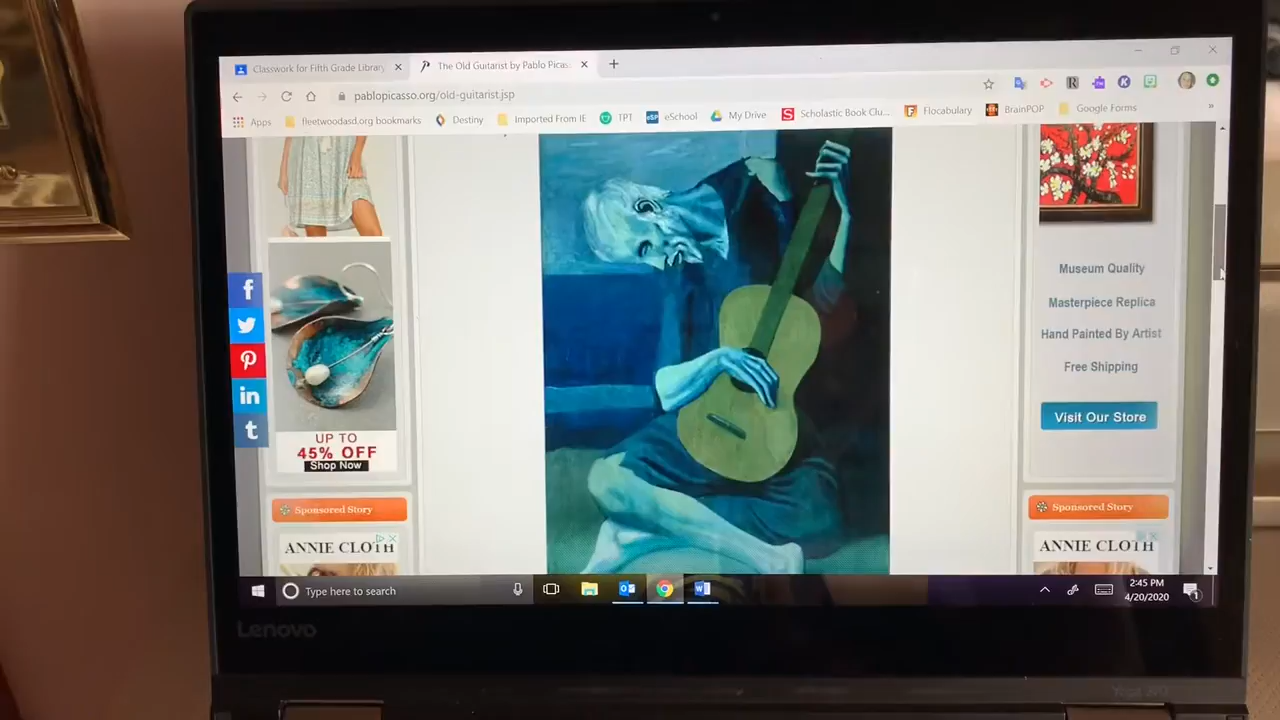 Classwork for Fifth Grade Library
The Old Guitarist by Pablo Picas
pablopicasso.org/old-guitarist.jsp
Apps
fleetwoodasd.org bookmarks
Destiny
Imported From IE
TPT
eSP
eSchool
My Drive
S
Scholastic Book Clu...
F
Flocabulary
BrainPOP
Google Forms
»
Museum Quality
Masterpiece Replica
Hand Painted By Artist
Free Shipping
Visit Our Store
UP TO
45% OFF
Shop Now
Sponsored Story
Sponsored Story
ANNIE CLOTH
ANNIE CLOTH
Type here to search
2:45 PM
4/20/2020
1
Lenovo